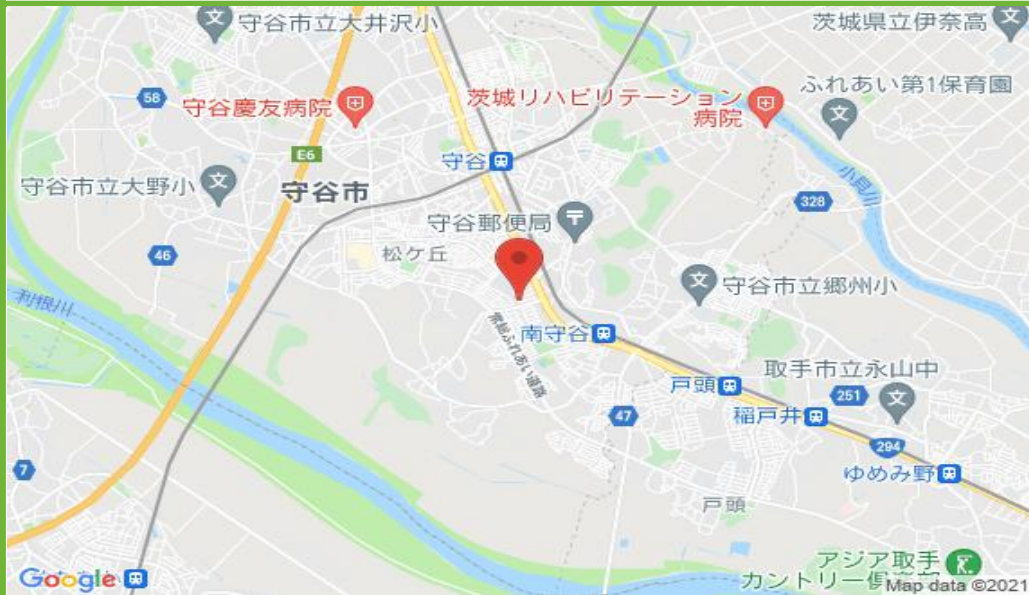 守谷市立大井沢小
茨城県立伊奈高
58
守谷慶友病院
茨城リハビリテーション
病院
ふれあい第1保育園
E6
守谷
守谷市立大野小
守谷市
328
小貝川
守谷郵便局
46
松ケ丘
守谷市立郷州小
利根川
常総ふれあい道路
南守谷
戸頭
取手市立永山中
251
47
稲戸井
294
7
ゆめみ野
戸頭
アジア取手
カントリー倶
Google
Map data ©2021